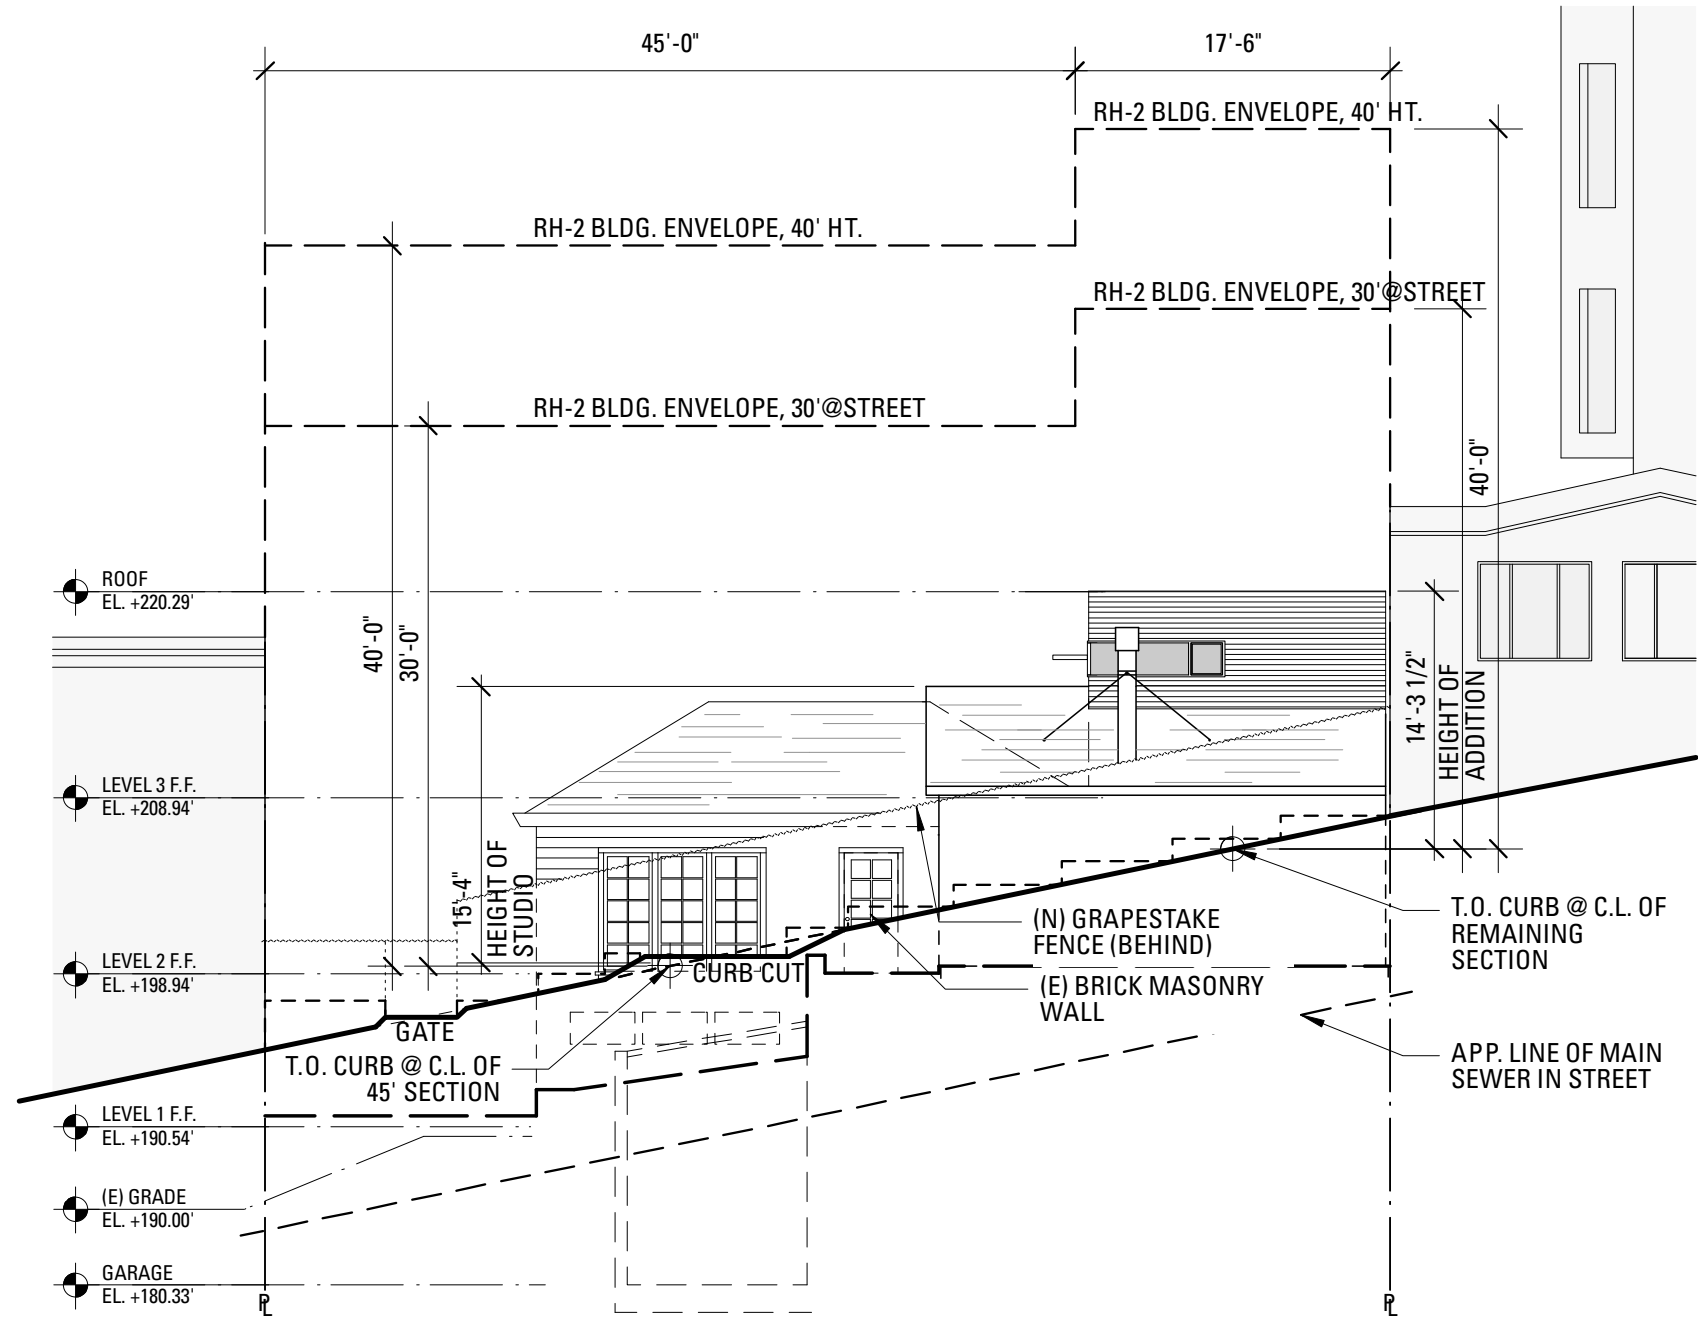 45'-0"
17'-6"
RH-2 BLDG. ENVELOPE, 40' HT.
RH-2 BLDG. ENVELOPE, 40' HT.
RH-2 BLDG. ENVELOPE, 30'@STREET
RH-2 BLDG. ENVELOPE, 30'@STREET
40'-0"
ROOF
EL. +220.29'
40'-0"
30'-0"
14'-3 1/2"
HEIGHT OF
ADDITION
LEVEL 3 F.F.
EL. +208.94'
15'-4"
HEIGHT OF
STUDIO
(N) GRAPESTAKE
FENCE (BEHIND)
T.O. CURB @ C.L. OF
REMAINING
SECTION
LEVEL 2 F.F.
EL. +198.94'
CURB CUT
(E) BRICK MASONRY
WALL
GATE
T.O. CURB @ C.L. OF
45' SECTION
APP. LINE OF MAIN
SEWER IN STREET
LEVEL 1 F.F.
EL. +190.54'
(E) GRADE
EL. +190.00'
GARAGE
EL. +180.33'
PL
PL